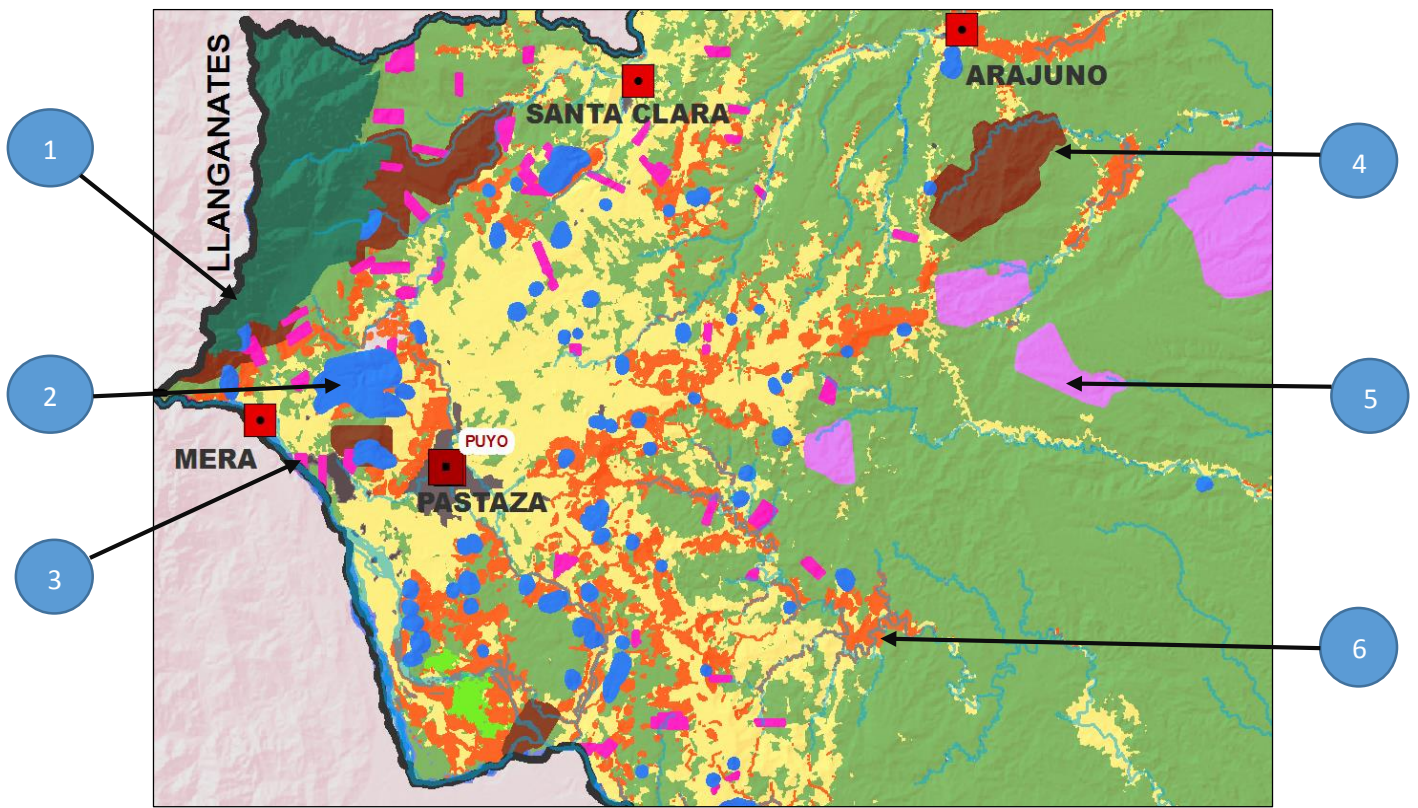 LLANGANATES
ARAJUNO
SANTA CLARA
1
4
2
5
PUYO
MERA
PASTAZA
3
6